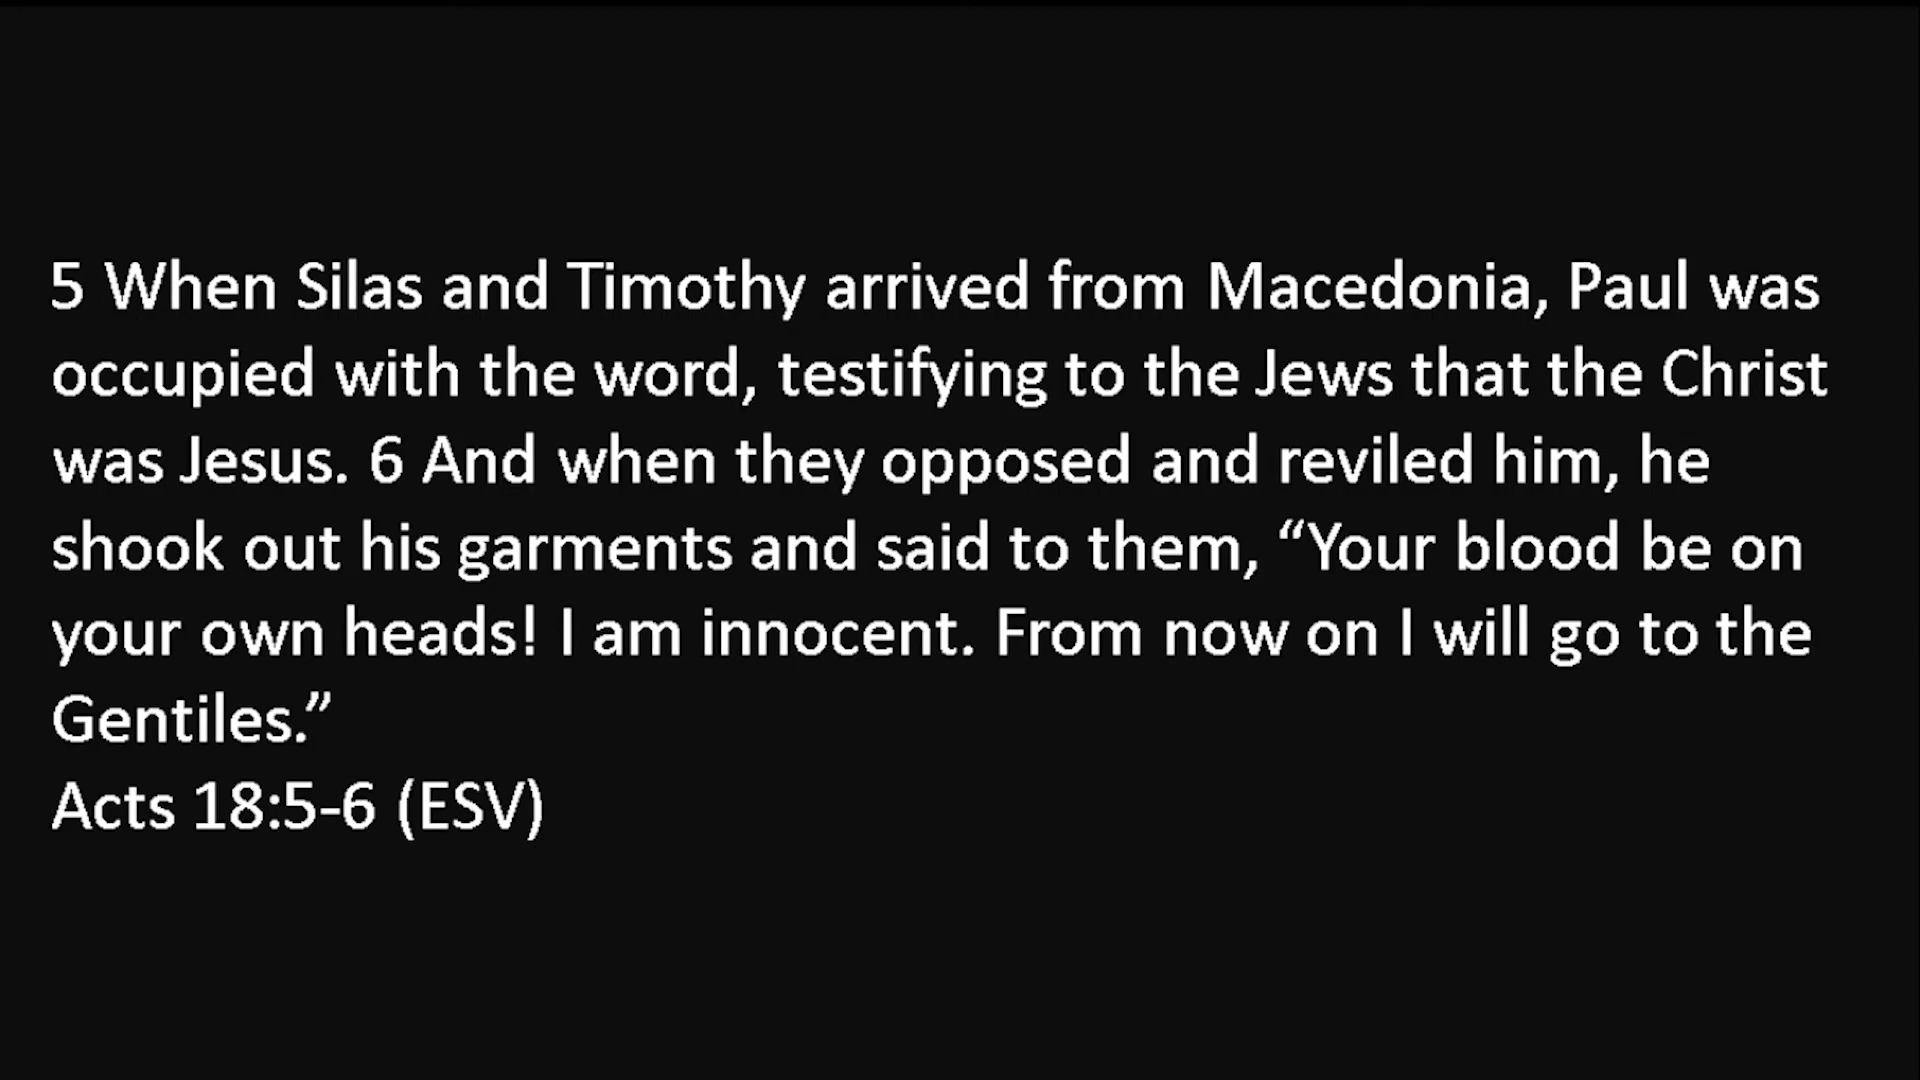 5 When Silas and Timothy arrived from Macedonia, Paul was
occupied with the word, testifying to the Jews that the Christ
was Jesus. 6 And when they opposed and reviled him, he
shook out his garments and said to them, “Your blood be on
your own heads! I am innocent. From now on I will go to the
Gentiles.”
Acts 18:5-6 (ESV)